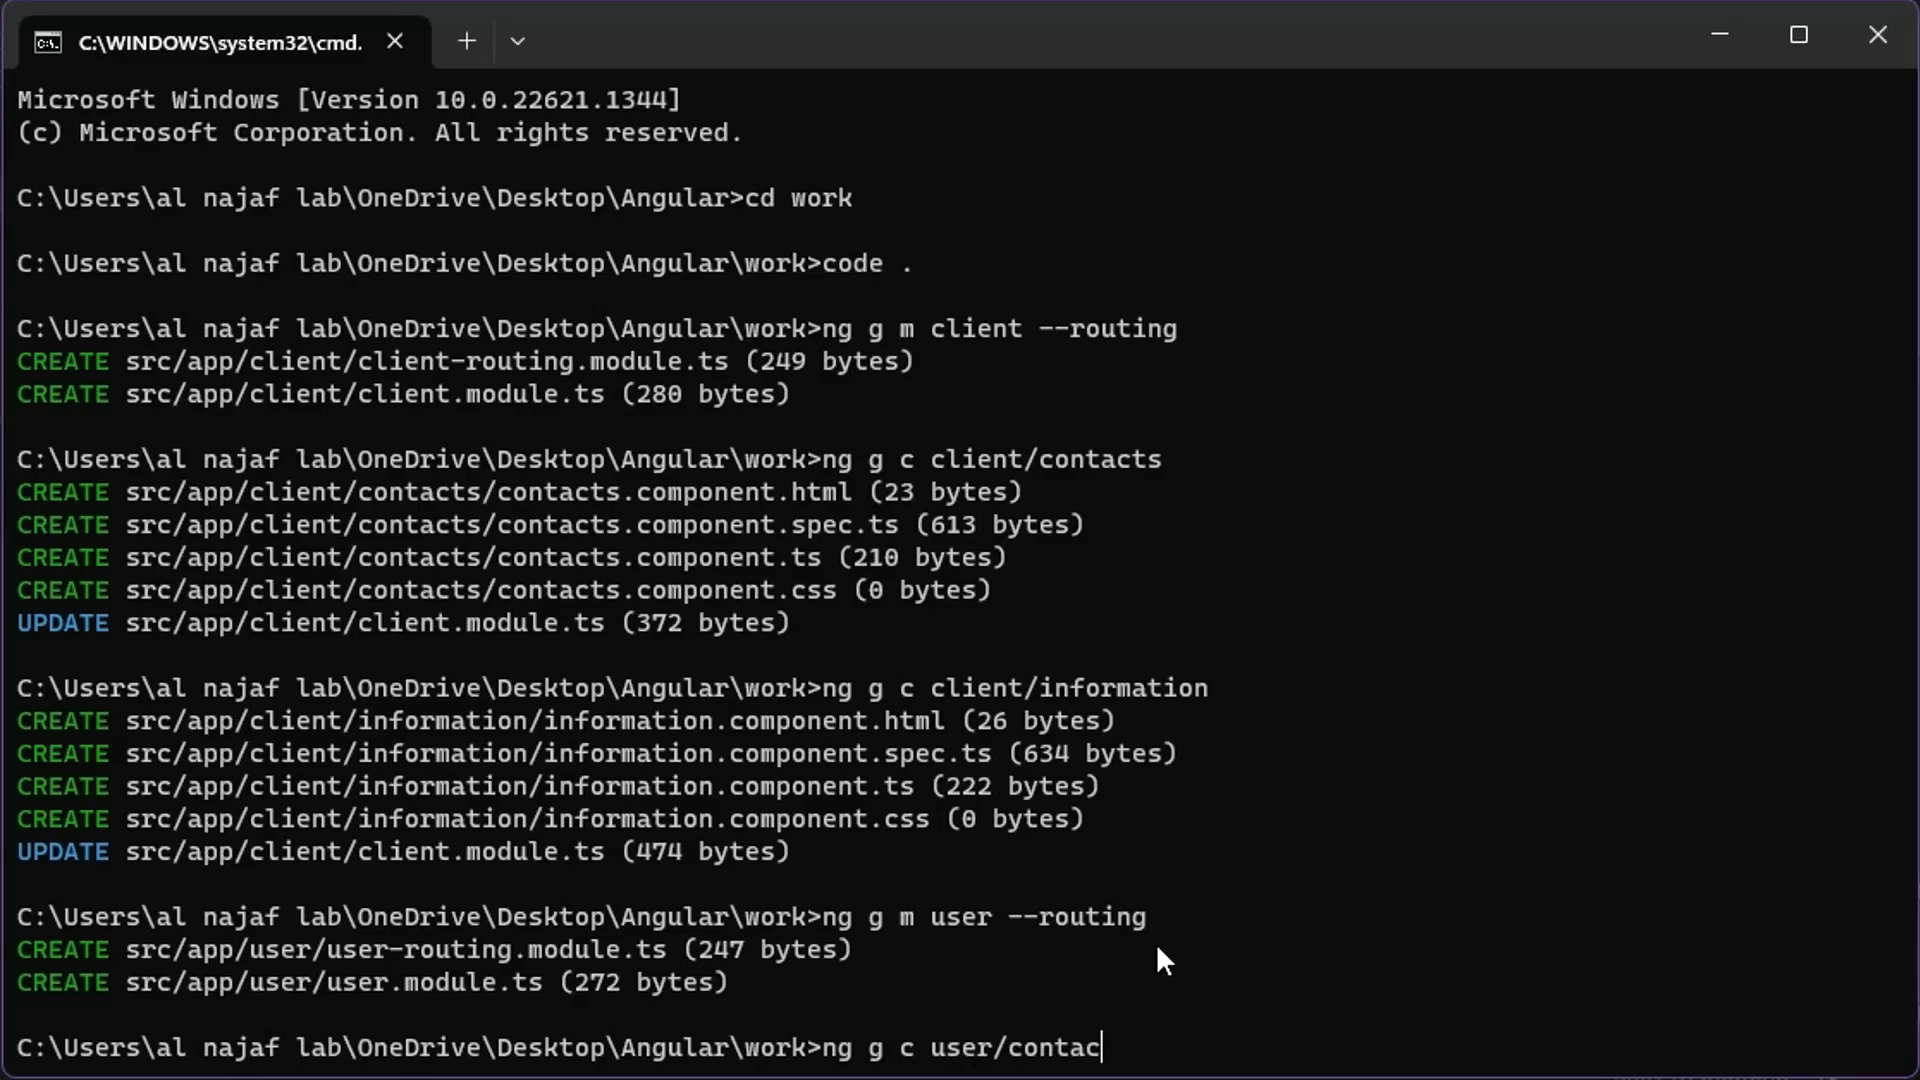 C:\WINDOWS\system32\cmd.
Microsoft Windows [Version 10.0.22621.1344]
(c) Microsoft Corporation. All rights reserved.
C:\Users\al najaf lab\OneDrive\Desktop\Angular>cd work
C:\Users\al najaf lab\OneDrive\Desktop\Angular\work>code .
C:\Users\al najaf lab\OneDrive\Desktop\Angular\work>ng g m client --routing
CREATE src/app/client/client-routing.module.ts (249 bytes)
CREATE src/app/client/client.module.ts (280 bytes)
C:\Users\al najaf lab\OneDrive\Desktop\Angular\work>ng g c client/contacts
CREATE src/app/client/contacts/contacts.component.html (23 bytes)
CREATE src/app/client/contacts/contacts.component.spec.ts (613 bytes)
CREATE src/app/client/contacts/contacts.component.ts (210 bytes)
CREATE src/app/client/contacts/contacts.component.css (0 bytes)
UPDATE src/app/client/client.module.ts (372 bytes)
C:\Users\al najaf lab\OneDrive\Desktop\Angular\work>ng g c client/information
CREATE src/app/client/information/information.component.html (26 bytes)
CREATE src/app/client/information/information.component.spec.ts (634 bytes)
CREATE src/app/client/information/information.component.ts (222 bytes)
CREATE src/app/client/information/information.component.css (0 bytes)
UPDATE src/app/client/client.module.ts (474 bytes)
C:\Users\al najaf lab\OneDrive\Desktop\Angular\work>ng g m user --routing
CREATE src/app/user/user-routing.module.ts (247 bytes)
CREATE src/app/user/user.module.ts (272 bytes)
C:\Users\al najaf lab\OneDrive\Desktop\Angular\work>ng g c user/contac